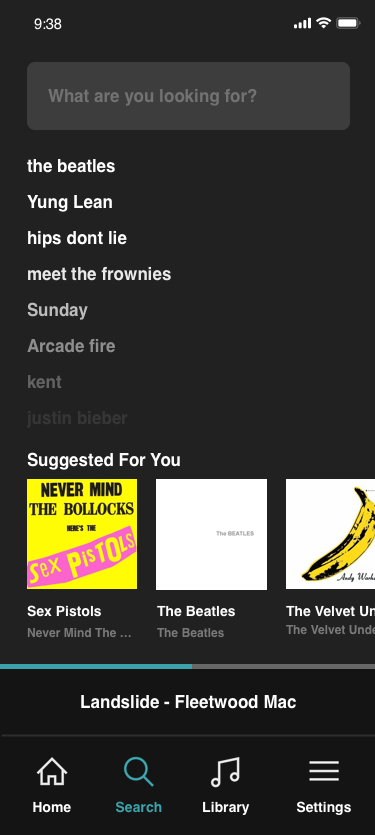 9:38
What are you looking for?
the beatles
Yung Lean
hips dont lie
meet the frownies
Sunday
Arcade fire
kent
justin bieber
Suggested For You
NEVER MIND
THE BOLLOCKS
HERE'S THE
SEX PISTOLS
The BEATLES
Andy Warh
Sex Pistols
Never Mind The ...
The Beatles
The Beatles
The Velvet Un
The Velvet Unde
Landslide - Fleetwood Mac
Home
Search
Library
Settings